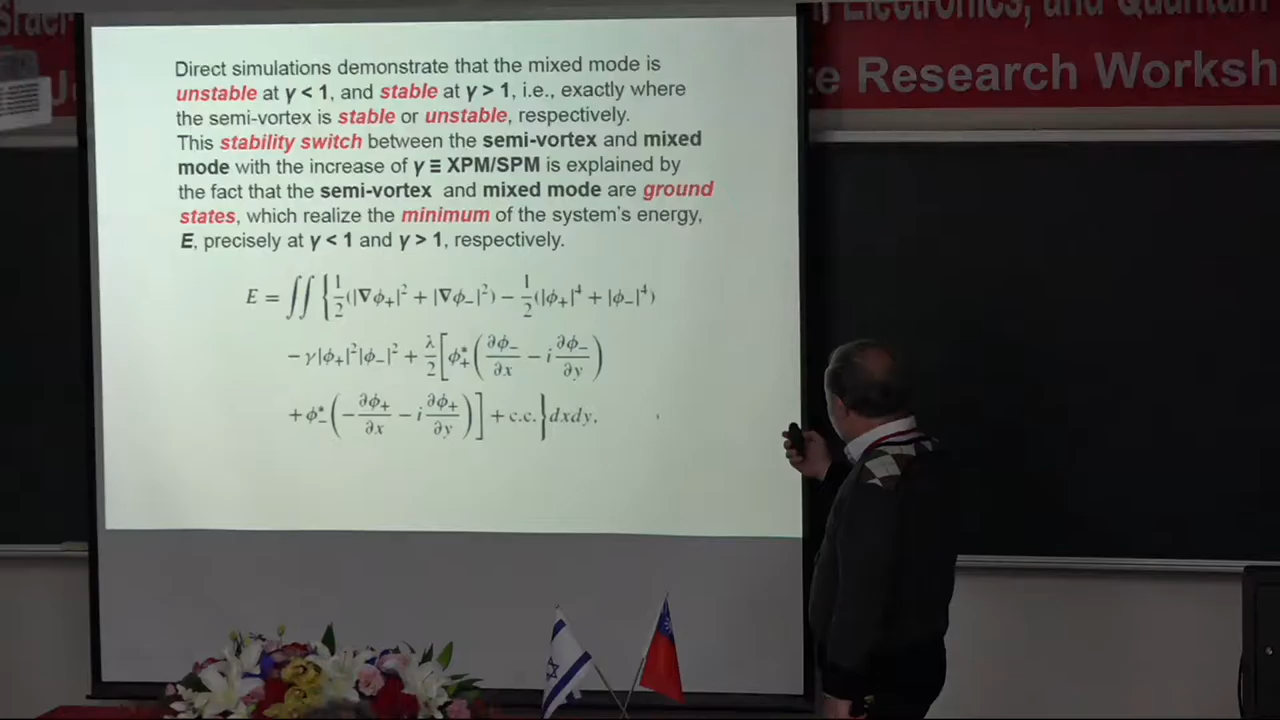 Electronics, and Quantum
te Research Worksh
Direct simulations demonstrate that the mixed mode is
unstable at γ < 1, and stable at γ > 1, i.e., exactly where
the semi-vortex is stable or unstable, respectively.
This stability switch between the semi-vortex and mixed
mode with the increase of γ ≡ XPM/SPM is explained by
the fact that the semi-vortex and mixed mode are ground
states, which realize the minimum of the system's energy,
E, precisely at γ < 1 and γ > 1, respectively.
E = ∬ { 1/2 (|∇ϕ₊|² + |∇ϕ₋|²) − 1/2 (|ϕ₊|⁴ + |ϕ₋|⁴)
− γ|ϕ₊|²|ϕ₋|² + λ/2 [ ϕ₊* ( ∂ϕ₋/∂x − i ∂ϕ₋/∂y )
+ ϕ₋* ( −∂ϕ₊/∂x − i ∂ϕ₊/∂y ) ] + c.c. } dxdy.